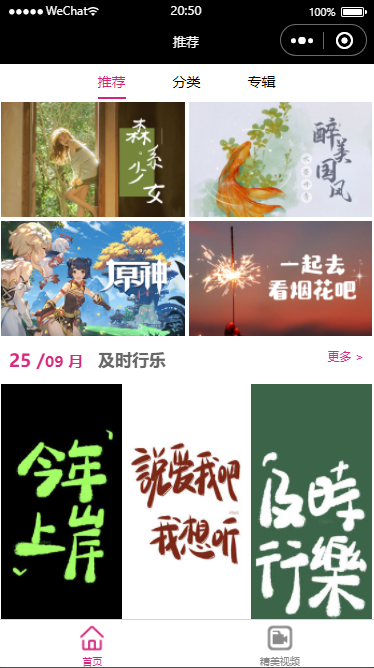 WeChat
20:50
100%
推荐
推荐
分类
专辑
森系少女
醉美国风
原神
一起去
看烟花吧
25 /09 月
及时行乐
更多 >
今年
上岸
說爱我吧
我想听
及時
行樂
首页
精美视频